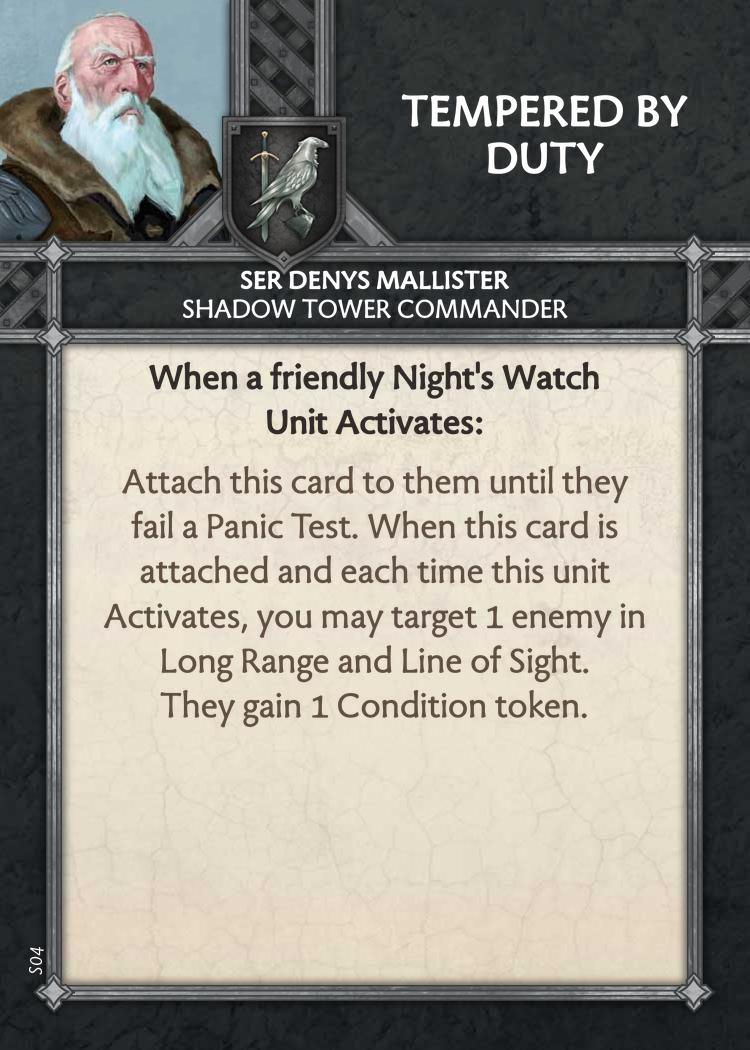 TEMPERED BY
DUTY
SER DENYS MALLISTER
SHADOW TOWER COMMANDER
When a friendly Night's Watch
Unit Activates:
Attach this card to them until they
fail a Panic Test. When this card is
attached and each time this unit
Activates, you may target 1 enemy in
Long Range and Line of Sight.
They gain 1 Condition token.
S04